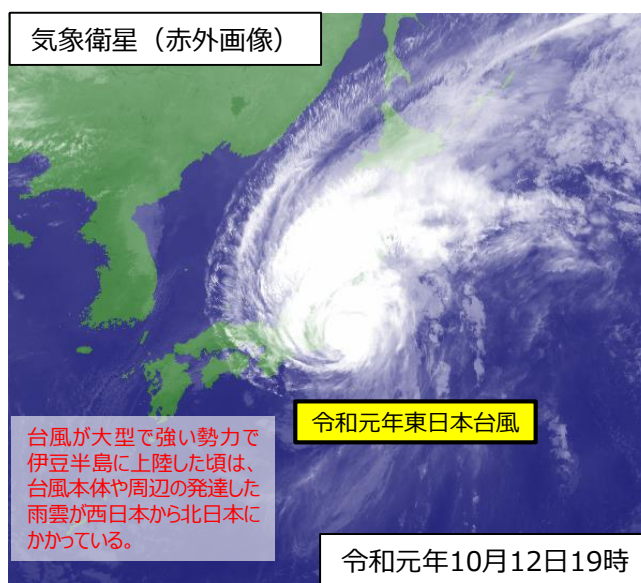 気象衛星（赤外画像）
令和元年東日本台風
台風が大型で強い勢力で
伊豆半島に上陸した頃は、
台風本体や周辺の発達した
雨雲が西日本から北日本に
かかっている。
令和元年10月12日19時